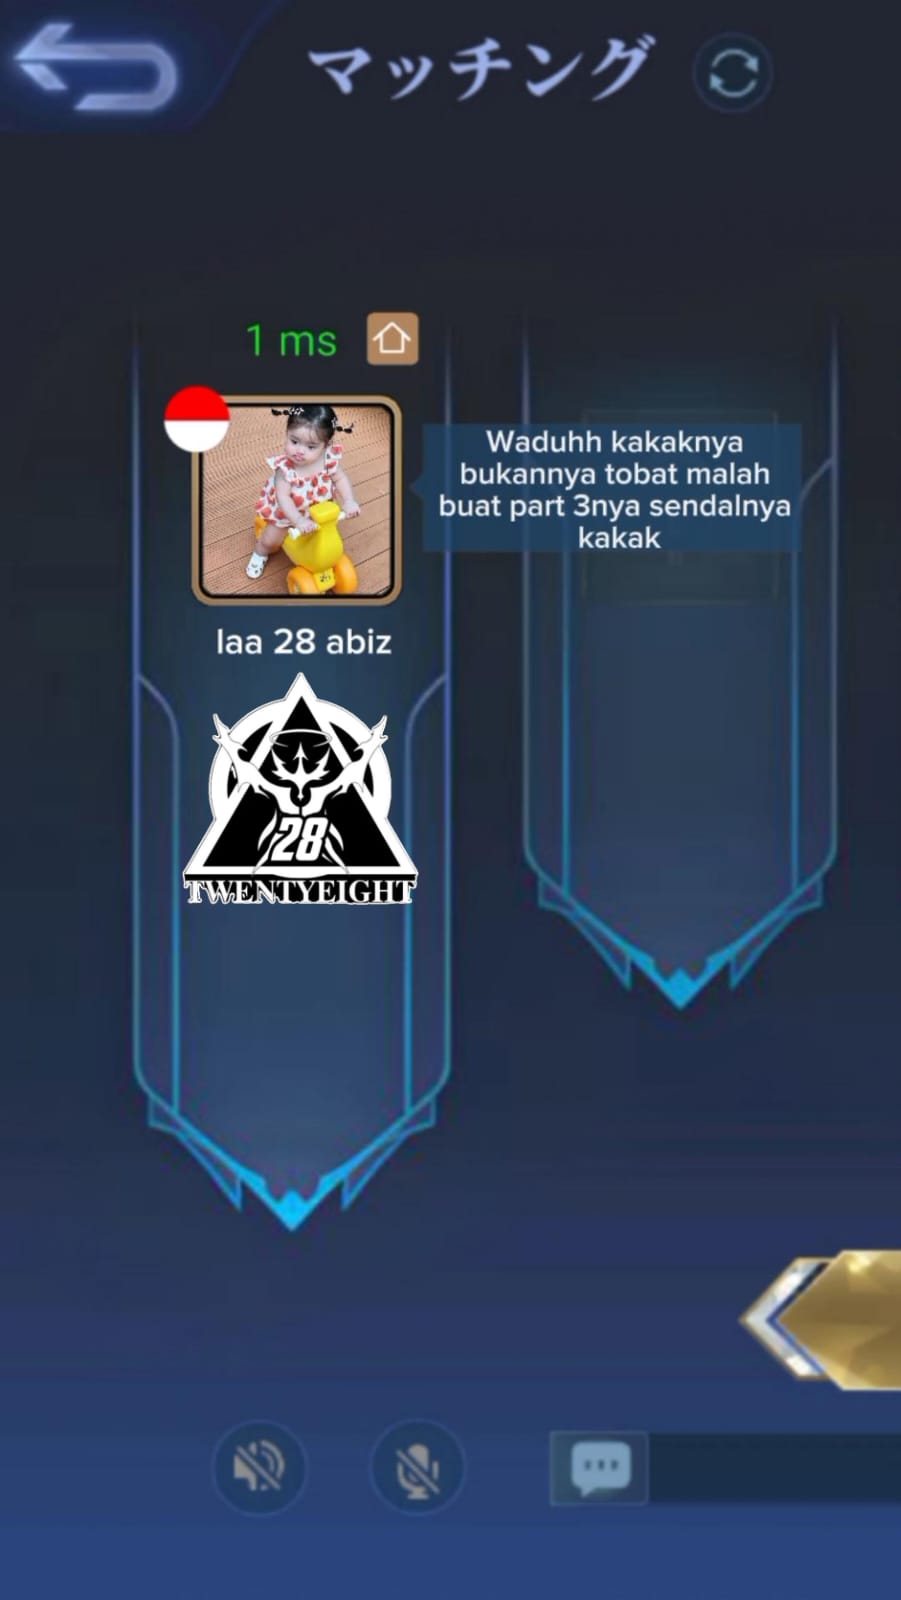 マッチング
1 ms
Waduhh kakaknya
bukannya tobat malah
buat part 3nya sendalnya
kakak
laa 28 abiz
28
TWENTYEIGHT